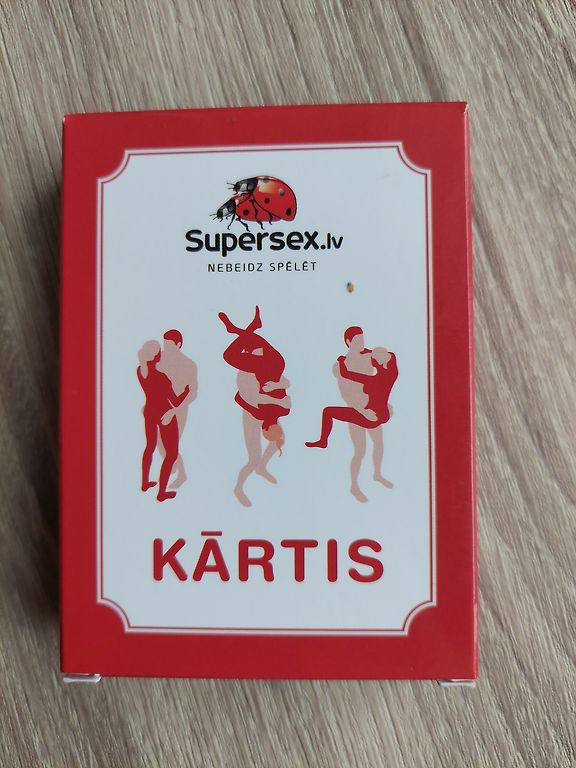 Supersex.lv
NEBEIDZ SPĒLĒT
KĀRTIS